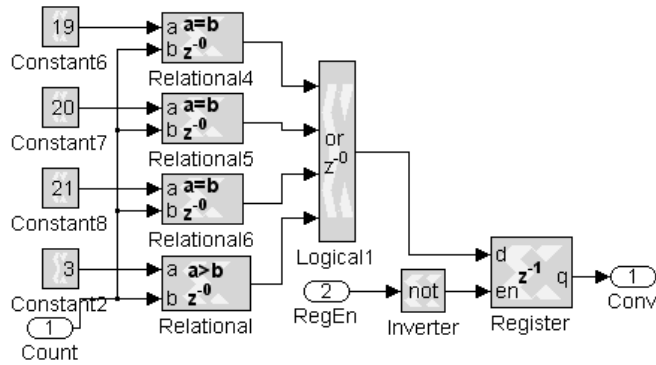 19
a a=b
b z-0
Constant6
Relational4
20
a a=b
b z-0
Constant7
Relational5
or
z-0
21
a a=b
b z-0
Constant8
Relational6
Logical1
3
a a>b
b z-0
Constant2
Relational
1
Count
2
RegEn
not
Inverter
d
z-1
q
en
Register
1
Conv